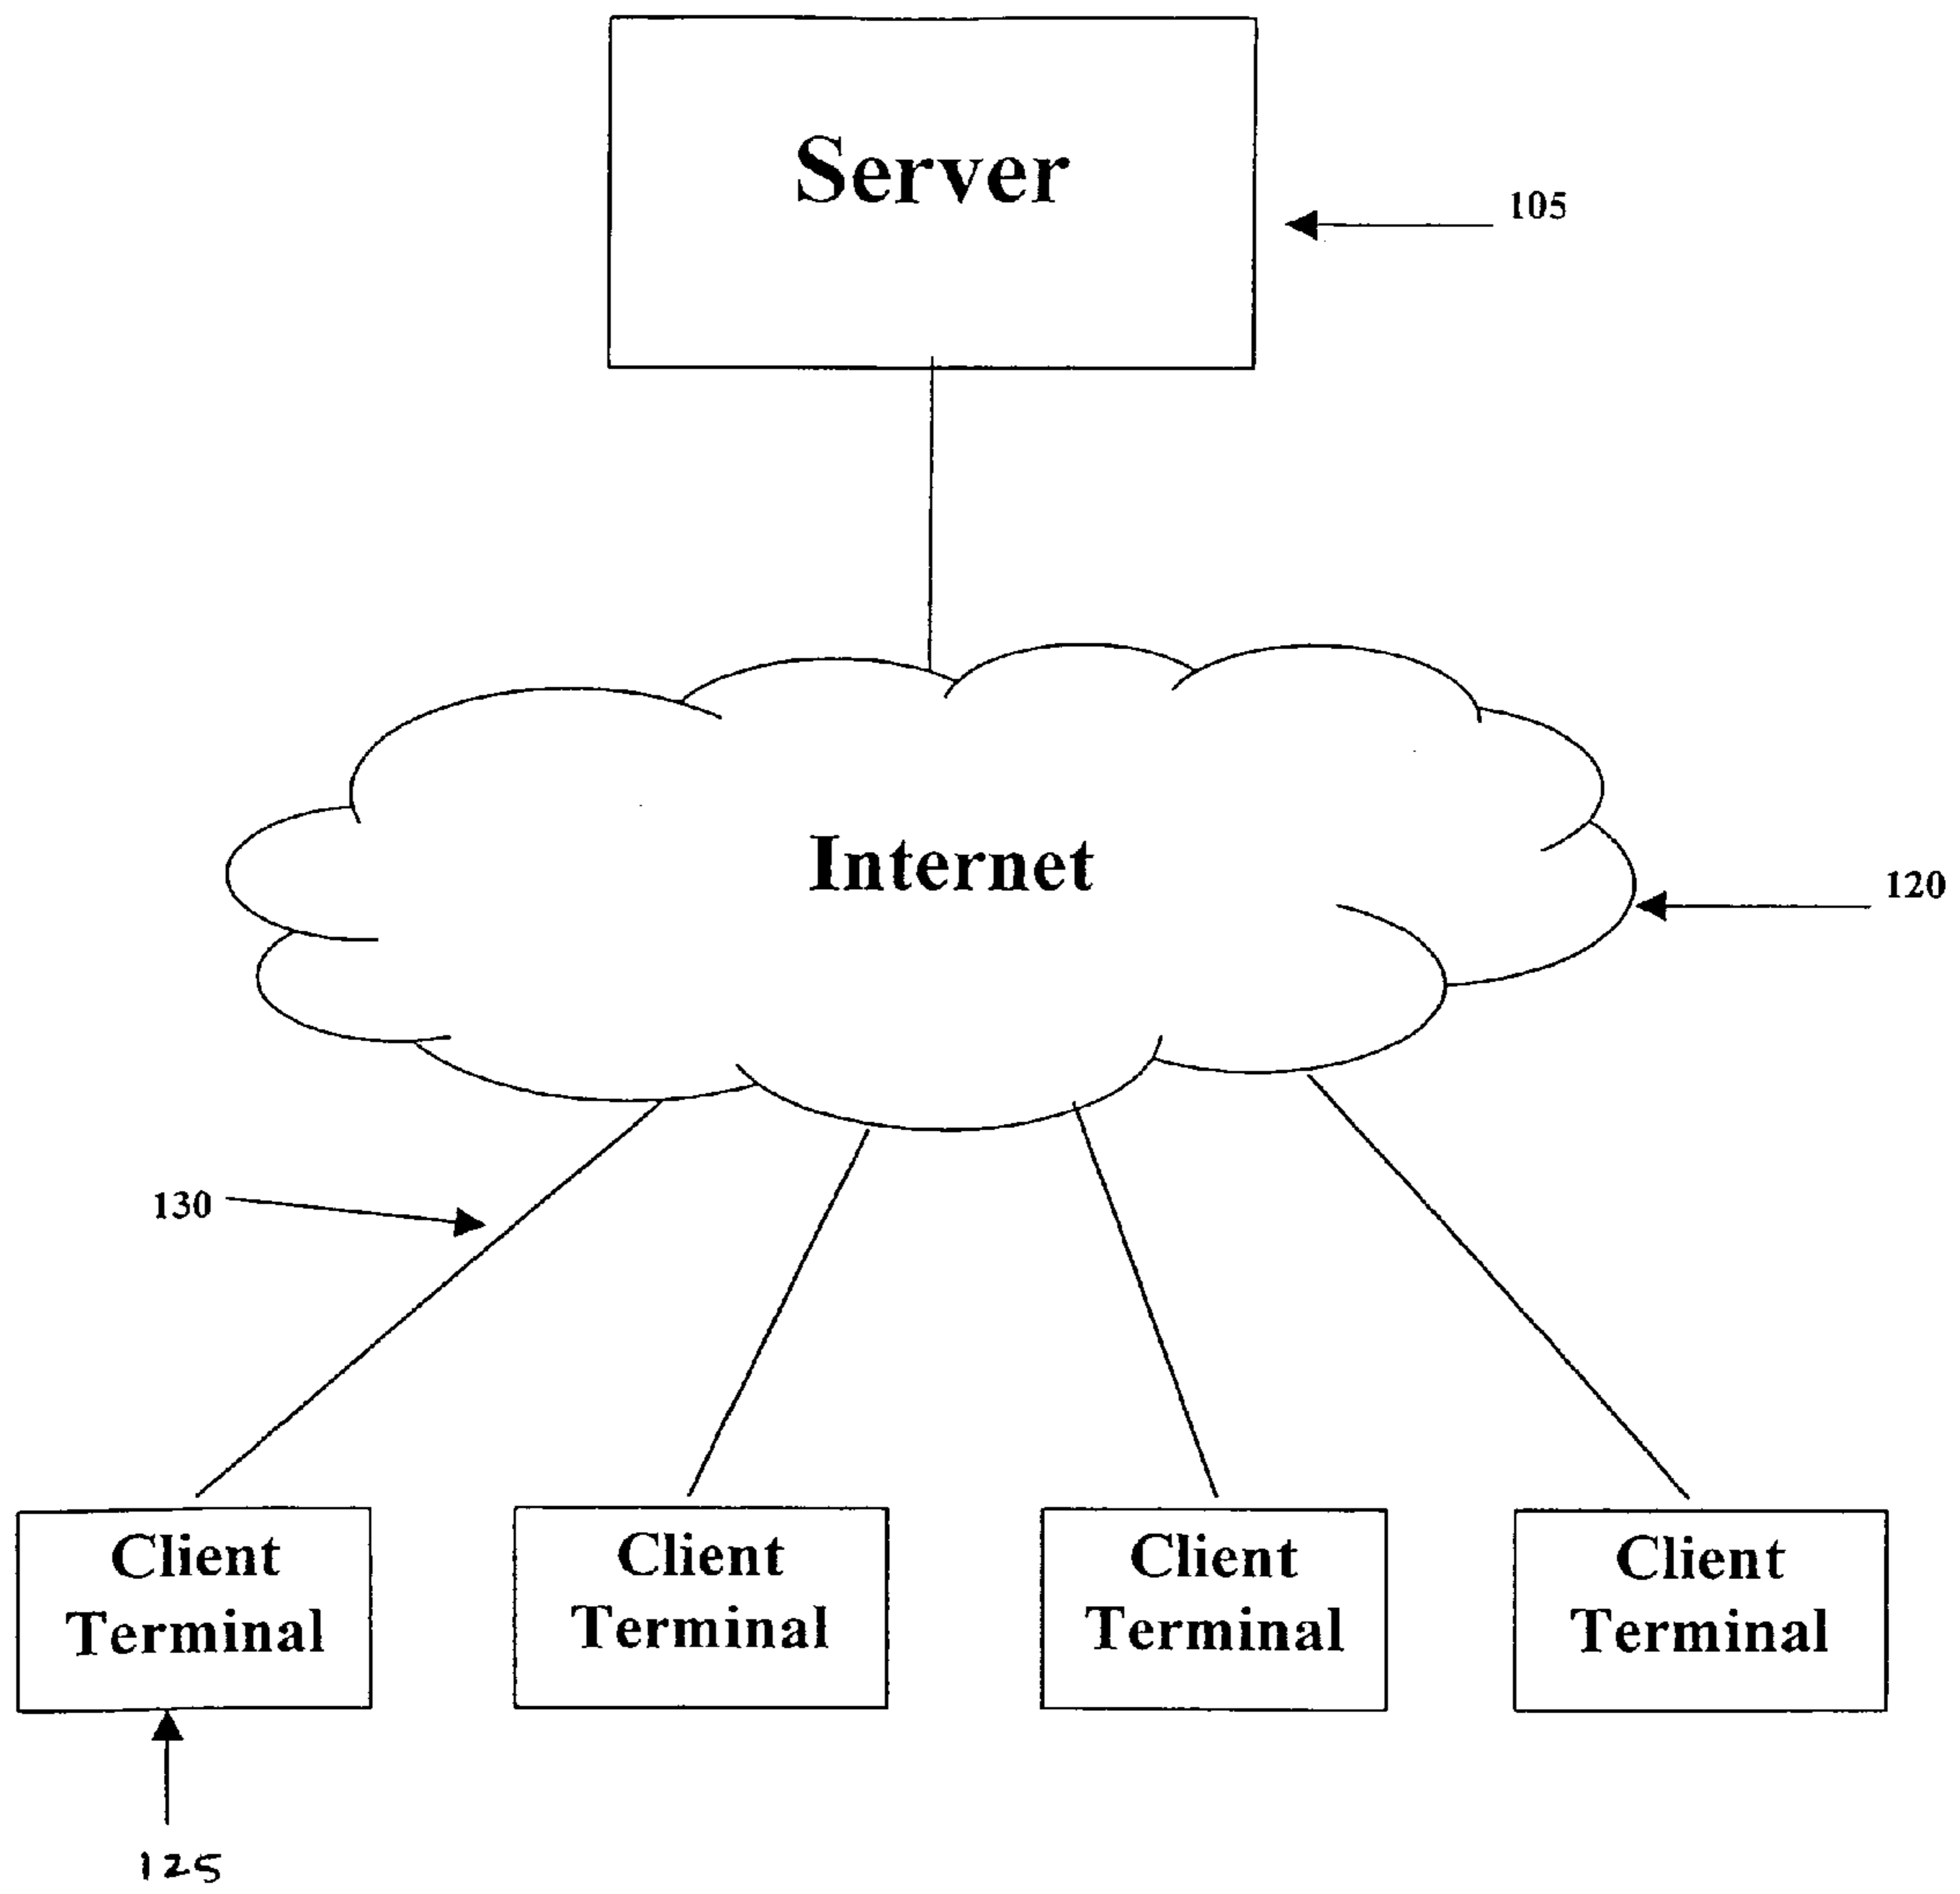 Server
105
Internet
120
130
Client
Terminal
Client
Terminal
Client
Terminal
Client
Terminal
125